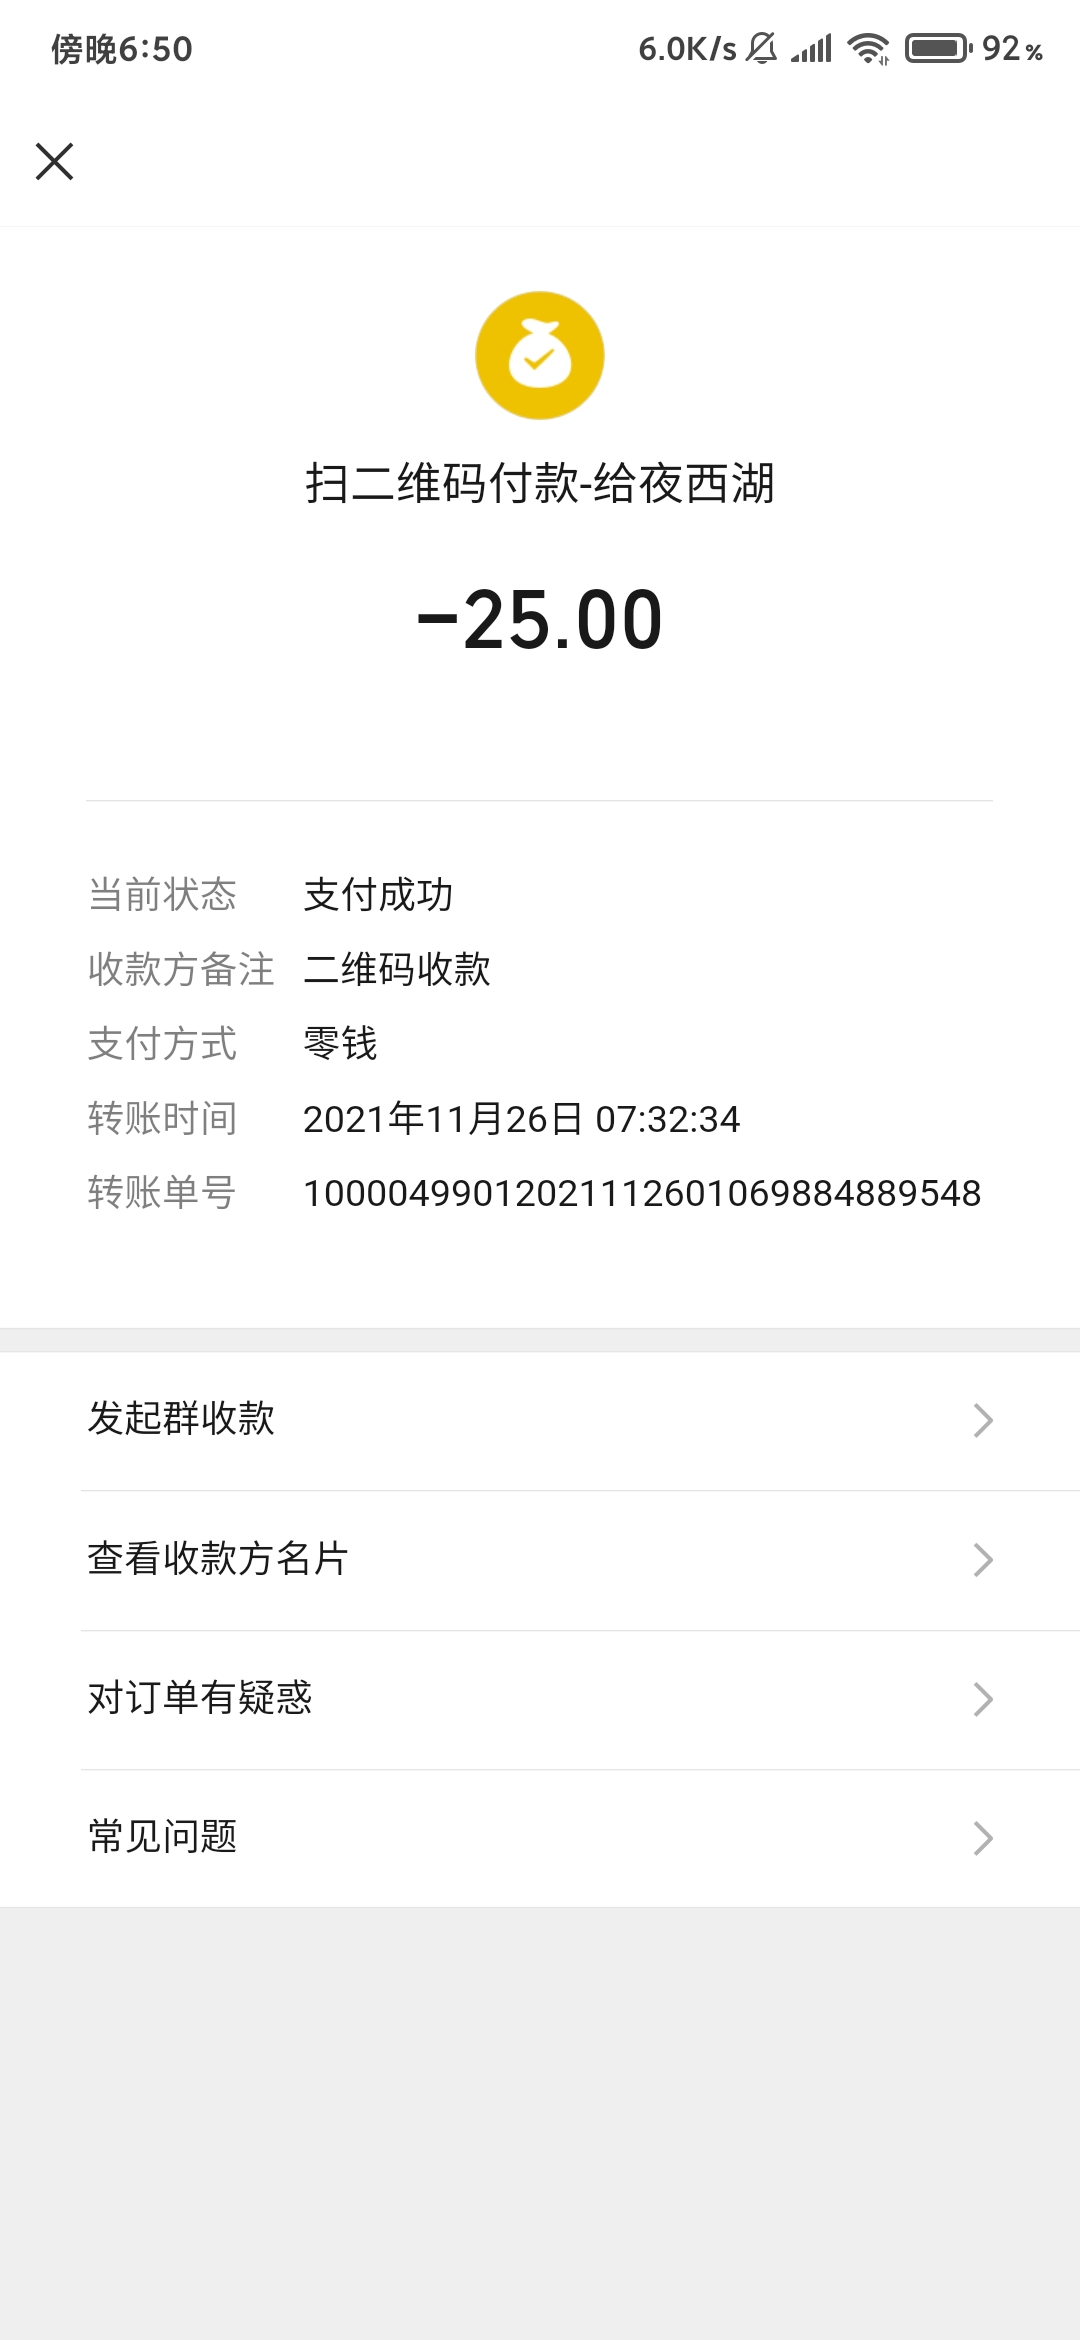 傍晚6:50 6.0K/s 92%
扫二维码付款-给夜西湖
-25.00
当前状态 支付成功
收款方备注 二维码收款
支付方式 零钱
转账时间 2021年11月26日 07:32:34
转账单号 1000049901202111260106988488954​8
发起群收款
查看收款方名片
对订单有疑惑
常见问题